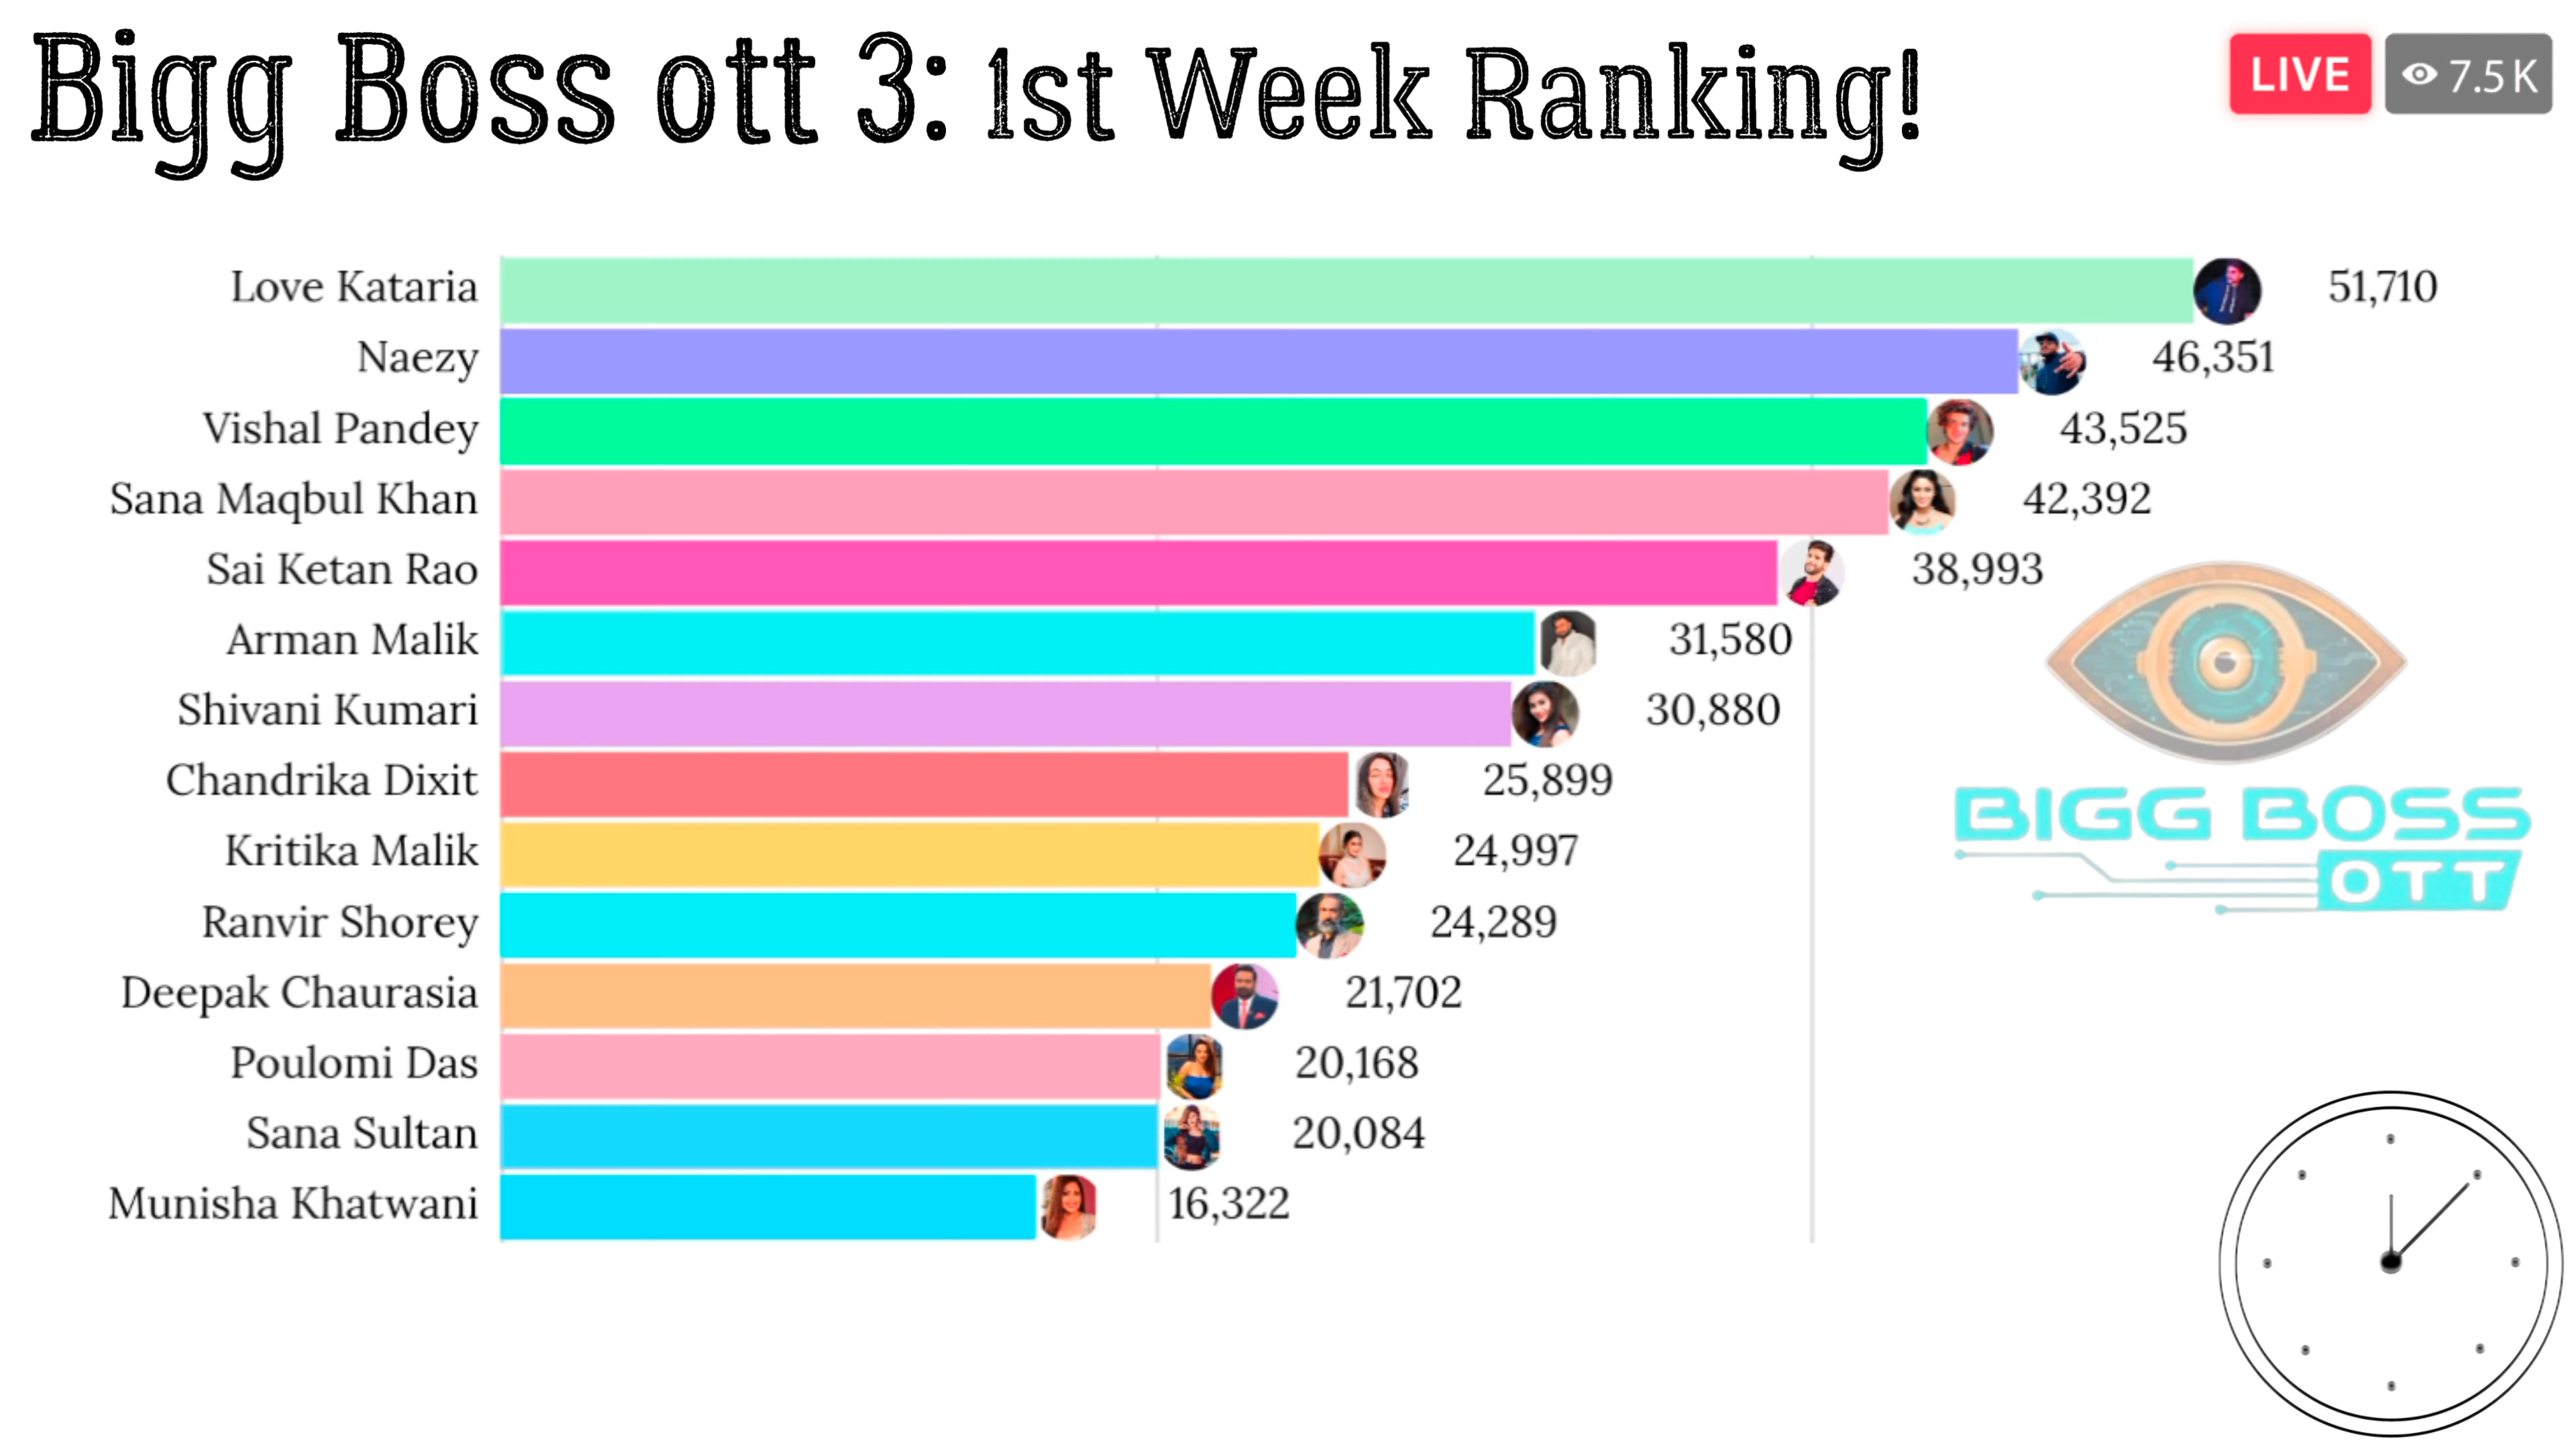 Bigg Boss ott 3: 1st Week Ranking!
LIVE 7.5K
Love Kataria 51,710
Naezy 46,351
Vishal Pandey 43,525
Sana Maqbul Khan 42,392
Sai Ketan Rao 38,993
Arman Malik 31,580
Shivani Kumari 30,880
Chandrika Dixit 25,899
Kritika Malik 24,997
Ranvir Shorey 24,289
Deepak Chaurasia 21,702
Poulomi Das 20,168
Sana Sultan 20,084
Munisha Khatwani 16,322
BIGG BOSS
OTT